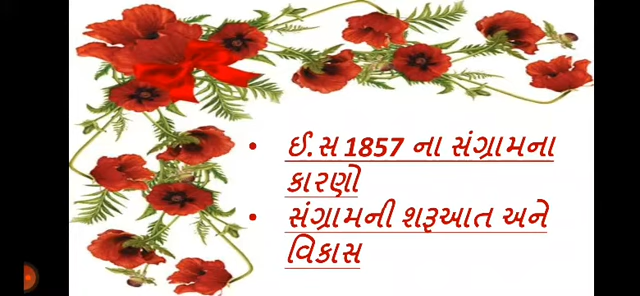 • ઈ.સ 1857 ના સંગ્રામના
કારણો
• સંગ્રામની શરૂઆત અને
વિકાસ